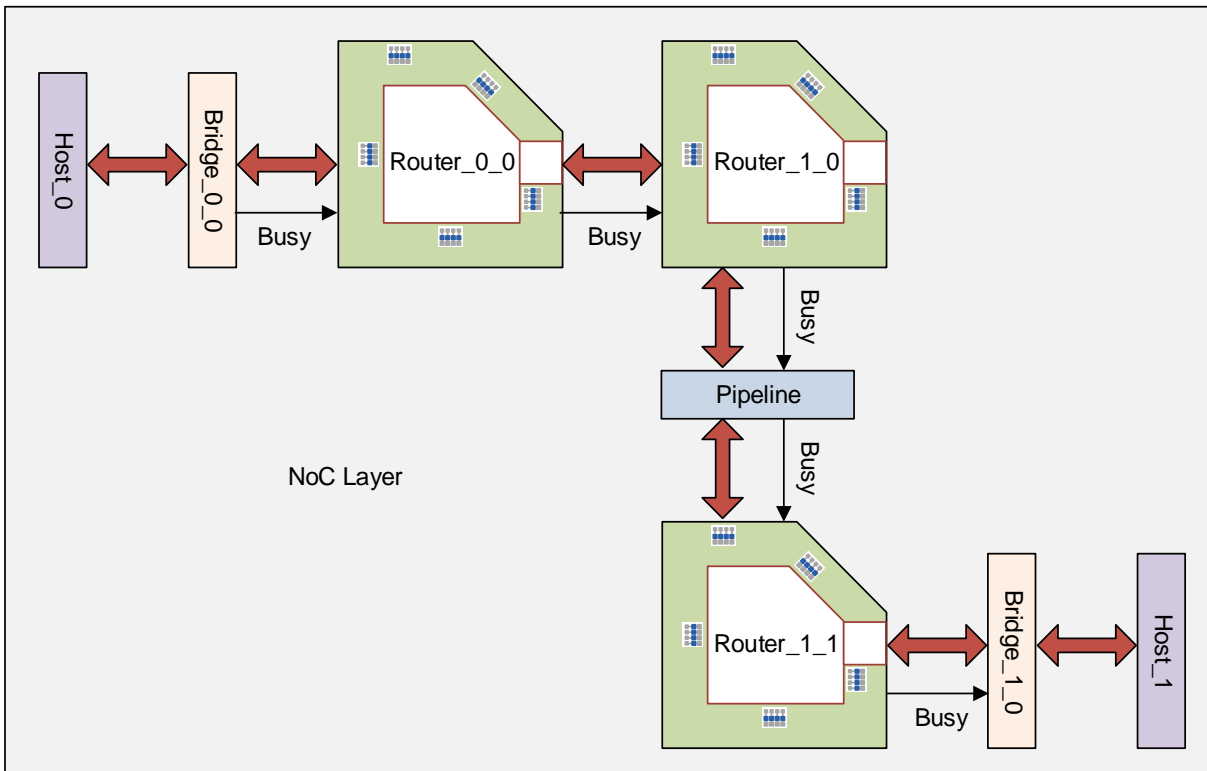 Host_0
Bridge_0_0
Busy
Router_0_0
Busy
Router_1_0
Busy
Pipeline
Busy
NoC Layer
Router_1_1
Busy
Bridge_1_0
Host_1